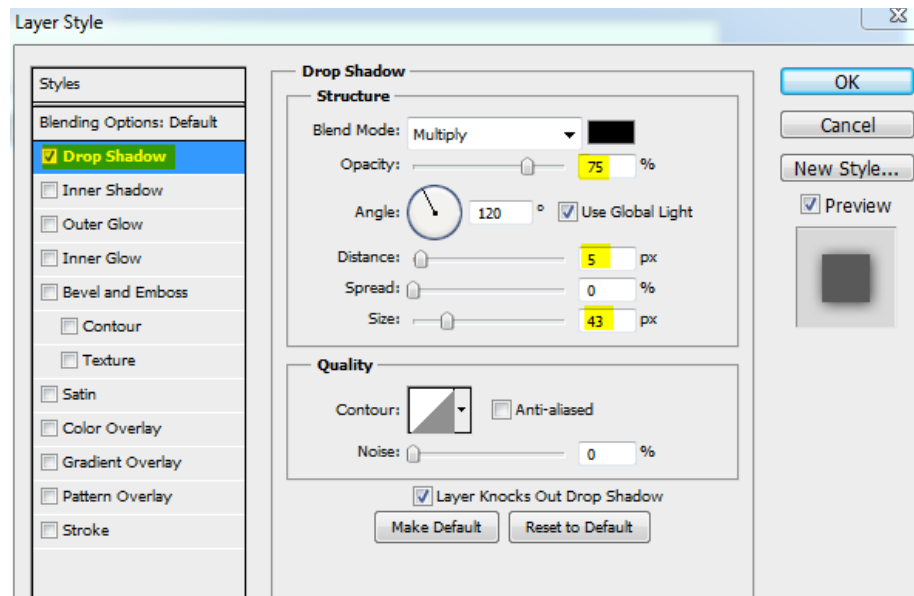 Layer Style
Styles
Blending Options: Default
Drop Shadow
Inner Shadow
Outer Glow
Inner Glow
Bevel and Emboss
Contour
Texture
Satin
Color Overlay
Gradient Overlay
Pattern Overlay
Stroke
Drop Shadow
Structure
Blend Mode: Multiply
Opacity: 75 %
Angle: 120 ° Use Global Light
Distance: 5 px
Spread: 0 %
Size: 43 px
Quality
Contour: Anti-aliased
Noise: 0 %
Layer Knocks Out Drop Shadow
Make Default Reset to Default
OK
Cancel
New Style...
Preview